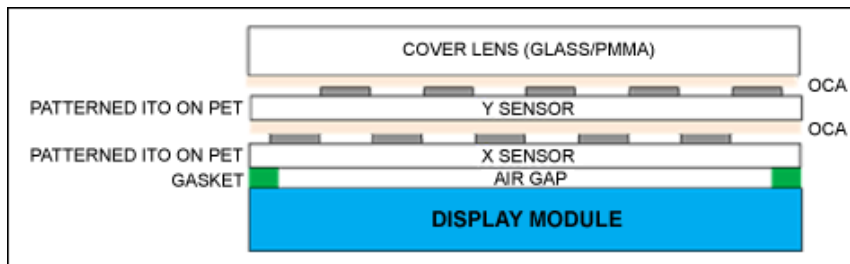 COVER LENS (GLASS/PMMA)
OCA
PATTERNED ITO ON PET
Y SENSOR
OCA
PATTERNED ITO ON PET
X SENSOR
GASKET
AIR GAP
DISPLAY MODULE